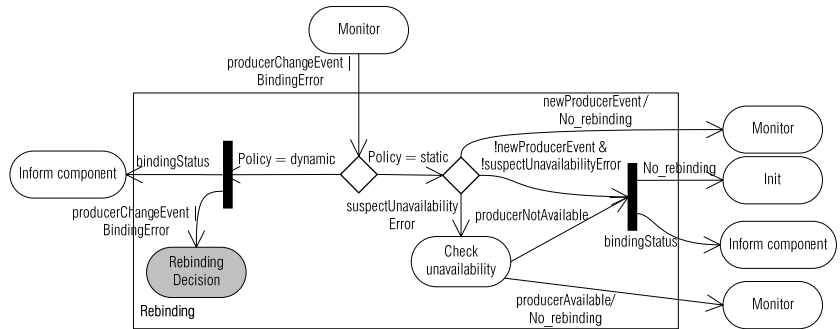 Monitor
producerChangeEvent |
BindingError
newProducerEvent/
No_rebinding
Monitor
!newProducerEvent &
!suspectUnavailabilityError
Policy = dynamic
Policy = static
bindingStatus
No_rebinding
Inform component
Init
suspectUnavailability
Error
producerChangeEvent |
BindingError
producerNotAvailable
bindingStatus
Inform component
Check
unavailability
Rebinding
Decision
producerAvailable/
No_rebinding
Monitor
Rebinding